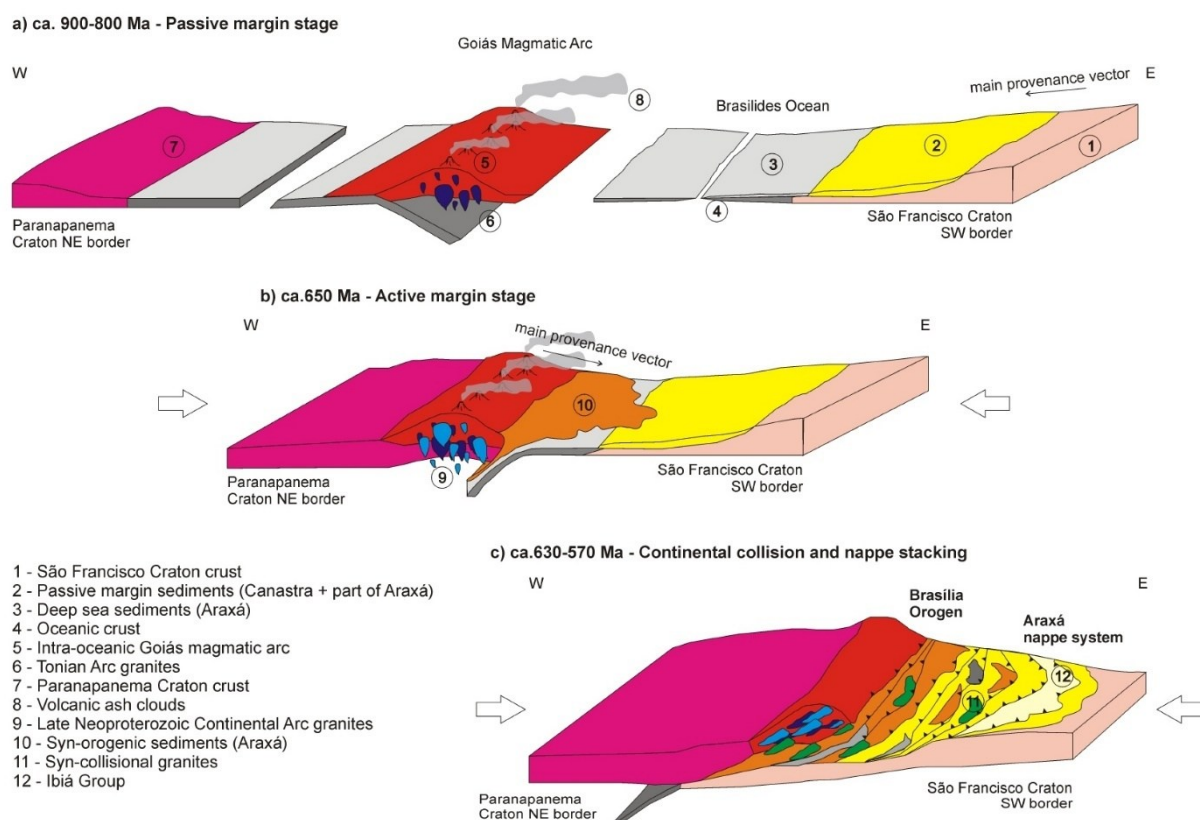 a) ca. 900-800 Ma - Passive margin stage
Goiás Magmatic Arc
W
E
8
main provenance vector
Brasilides Ocean
7
5
3
2
1
6
4
Paranapanema
Craton NE border
São Francisco Craton
SW border
b) ca.650 Ma - Active margin stage
W
E
main provenance vector
10
9
Paranapanema
Craton NE border
São Francisco Craton
SW border
c) ca.630-570 Ma - Continental collision and nappe stacking
W
E
Brasília
Orogen
Araxá
nappe system
12
11
Paranapanema
Craton NE border
São Francisco Craton
SW border
1 - São Francisco Craton crust
2 - Passive margin sediments (Canastra + part of Araxá)
3 - Deep sea sediments (Araxá)
4 - Oceanic crust
5 - Intra-oceanic Goiás magmatic arc
6 - Tonian Arc granites
7 - Paranapanema Craton crust
8 - Volcanic ash clouds
9 - Late Neoproterozoic Continental Arc granites
10 - Syn-orogenic sediments (Araxá)
11 - Syn-collisional granites
12 - Ibiá Group